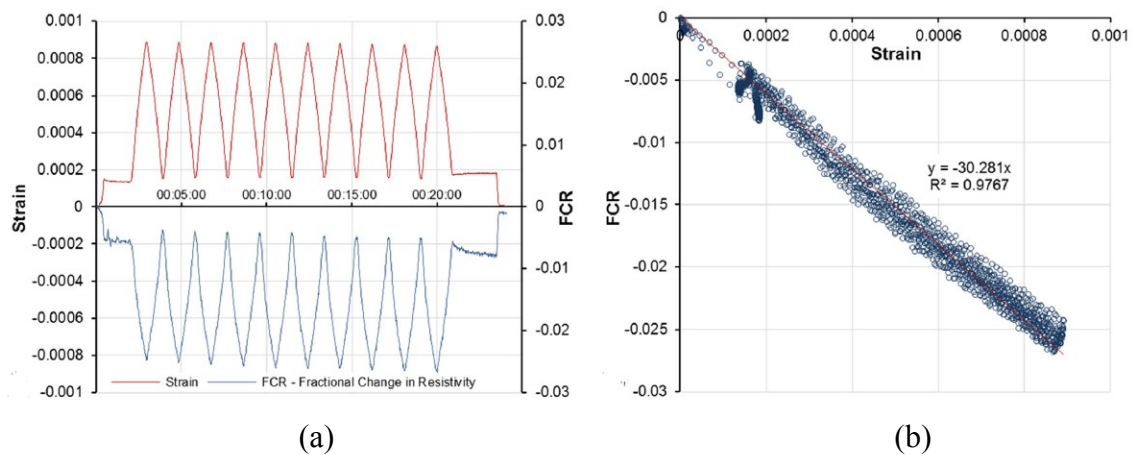 0.001
0.0008
0.0006
0.0004
0.0002
0
-0.0002
-0.0004
-0.0006
-0.0008
-0.001
Strain
0.03
0.02
0.01
0
-0.01
-0.02
-0.03
FCR
00:05:00 00:10:00 00:15:00 00:20:00
Strain FCR - Fractional Change in Resistivity
(a)
0
-0.005
-0.01
-0.015
-0.02
-0.025
-0.03
FCR
0 0.0002 0.0004 0.0006 0.0008 0.001
Strain
y = -30.281x
R² = 0.9767
(b)